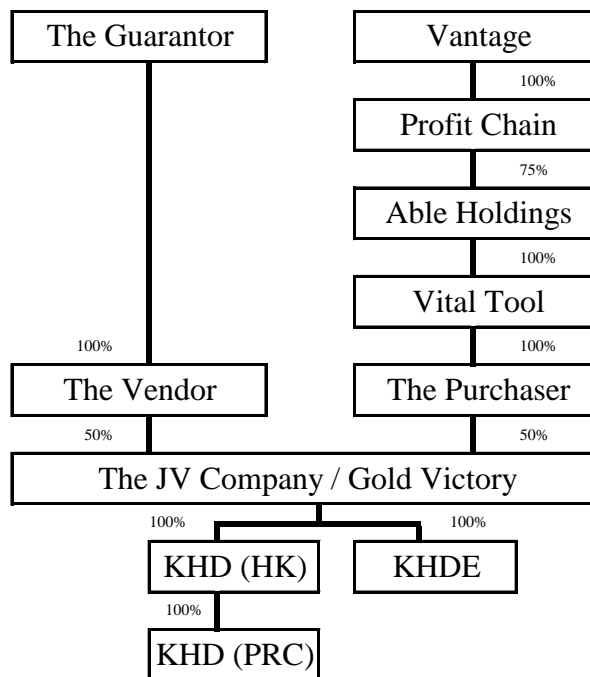 The Guarantor
Vantage
100%
Profit Chain
75%
Able Holdings
100%
Vital Tool
100%
100%
The Vendor
The Purchaser
50%
50%
The JV Company / Gold Victory
100%
100%
KHD (HK)
KHDE
100%
KHD (PRC)